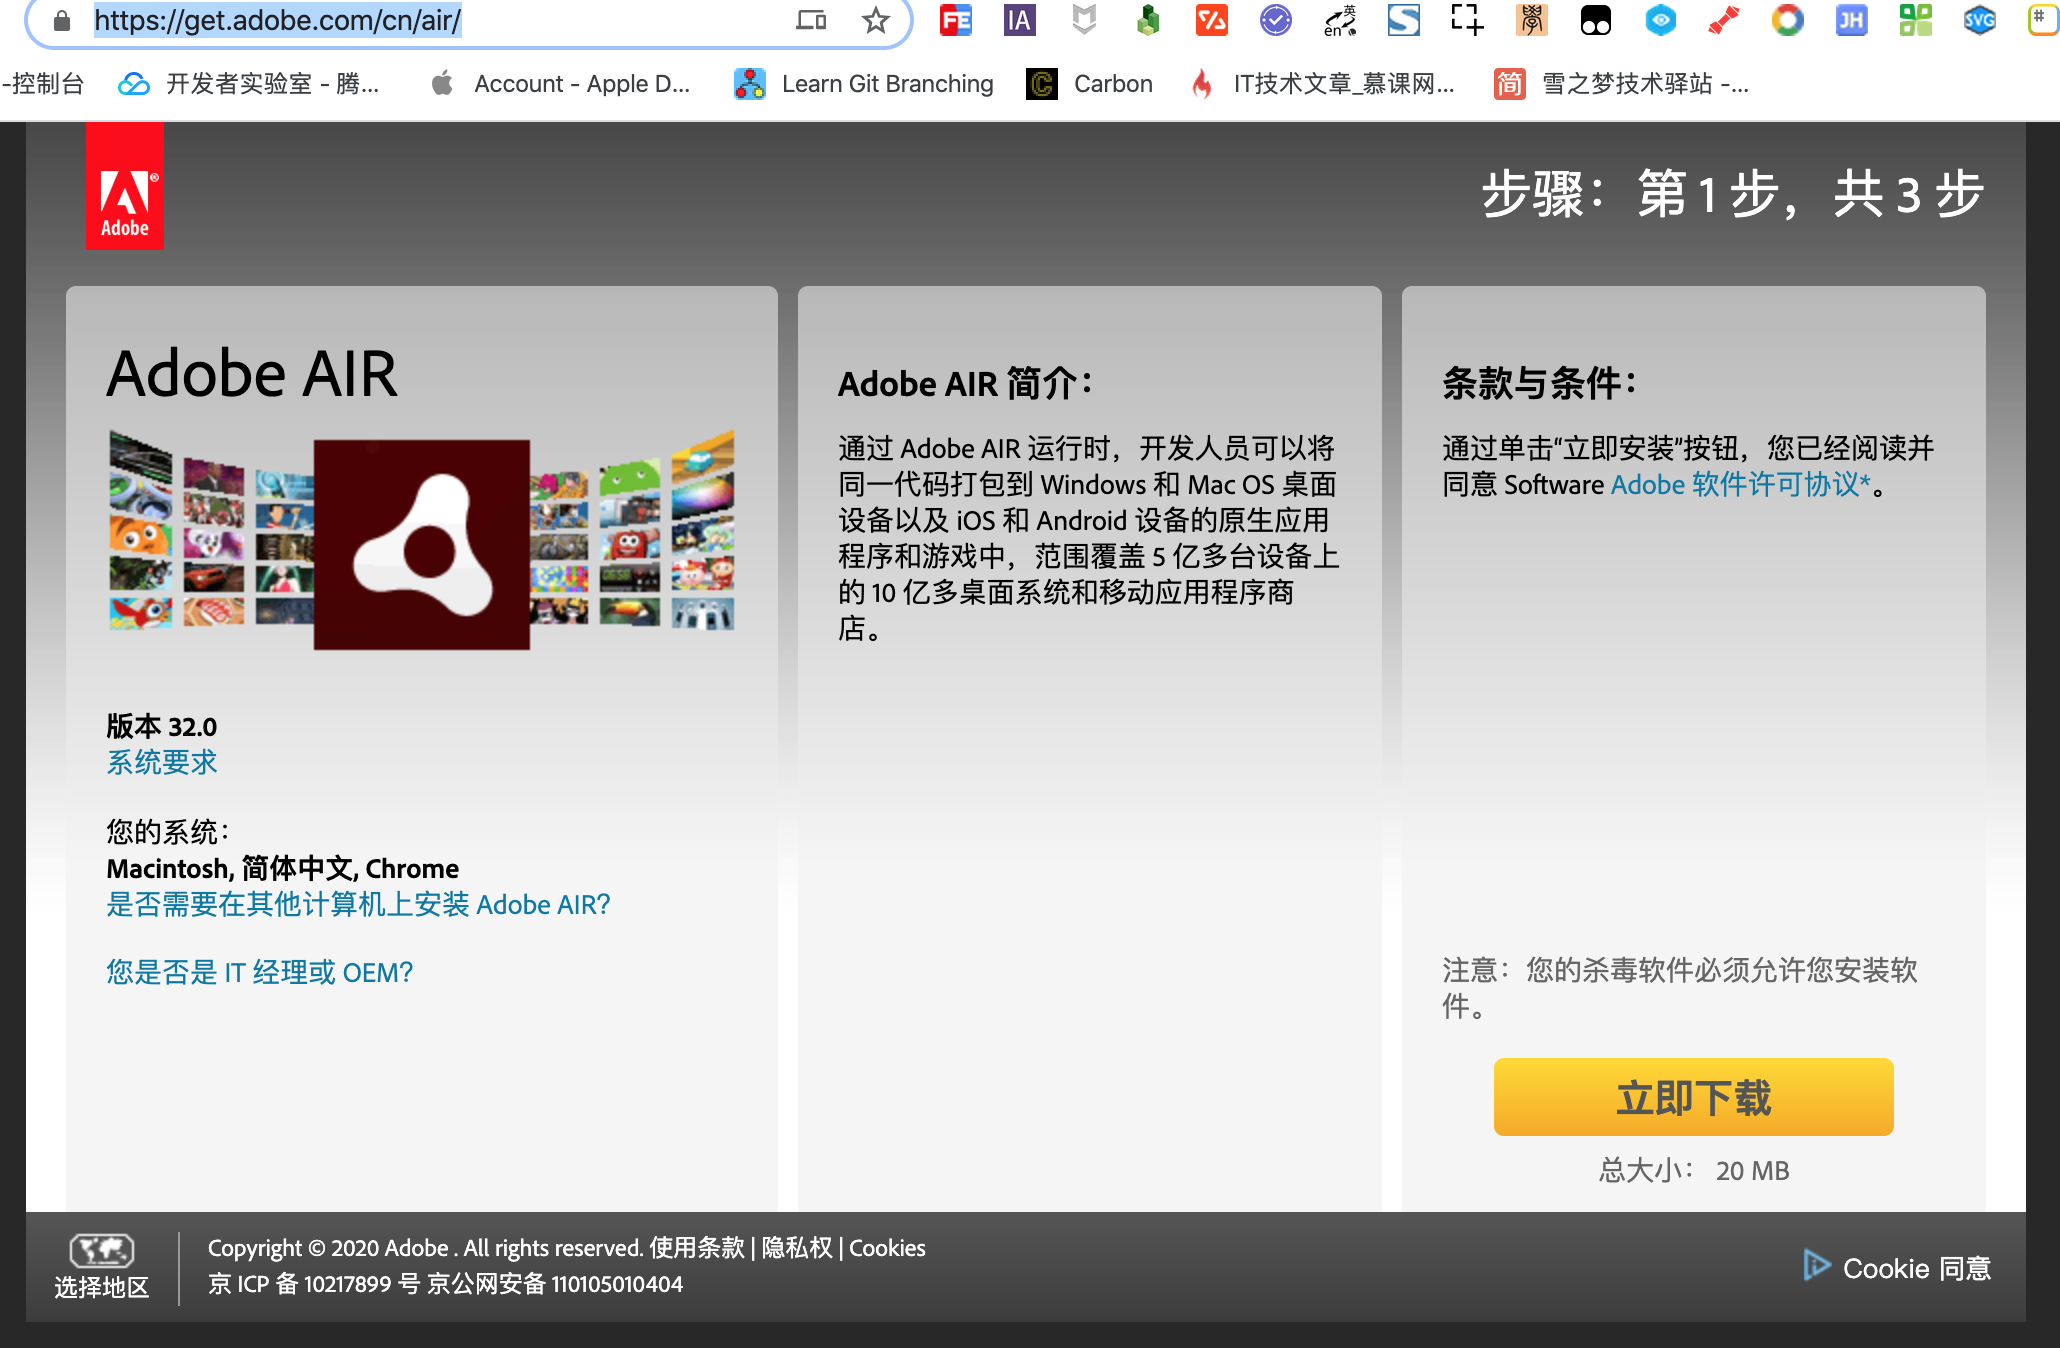 https://get.adobe.com/cn/air/
FE
IA
英
en
學
JH
SVG
#
-控制台
开发者实验室 - 腾...
Account - Apple D...
Learn Git Branching
C
Carbon
IT技术文章_慕课网...
简
雪之梦技术驿站 -...
Adobe
步骤：第 1 步，共 3 步
Adobe AIR
版本 32.0
系统要求
您的系统：
Macintosh, 简体中文, Chrome
是否需要在其他计算机上安装 Adobe AIR?
您是否是 IT 经理或 OEM?
Adobe AIR 简介：
通过 Adobe AIR 运行时，开发人员可以将
同一代码打包到 Windows 和 Mac OS 桌面
设备以及 iOS 和 Android 设备的原生应用
程序和游戏中，范围覆盖 5 亿多台设备上
的 10 亿多桌面系统和移动应用程序商
店。
条款与条件：
通过单击“立即安装”按钮，您已经阅读并
同意 Software Adobe 软件许可协议*。
注意：您的杀毒软件必须允许您安装软
件。
立即下载
总大小： 20 MB
选择地区
Copyright © 2020 Adobe . All rights reserved. 使用条款 | 隐私权 | Cookies
京 ICP 备 10217899 号 京公网安备 110105010404
Cookie 同意